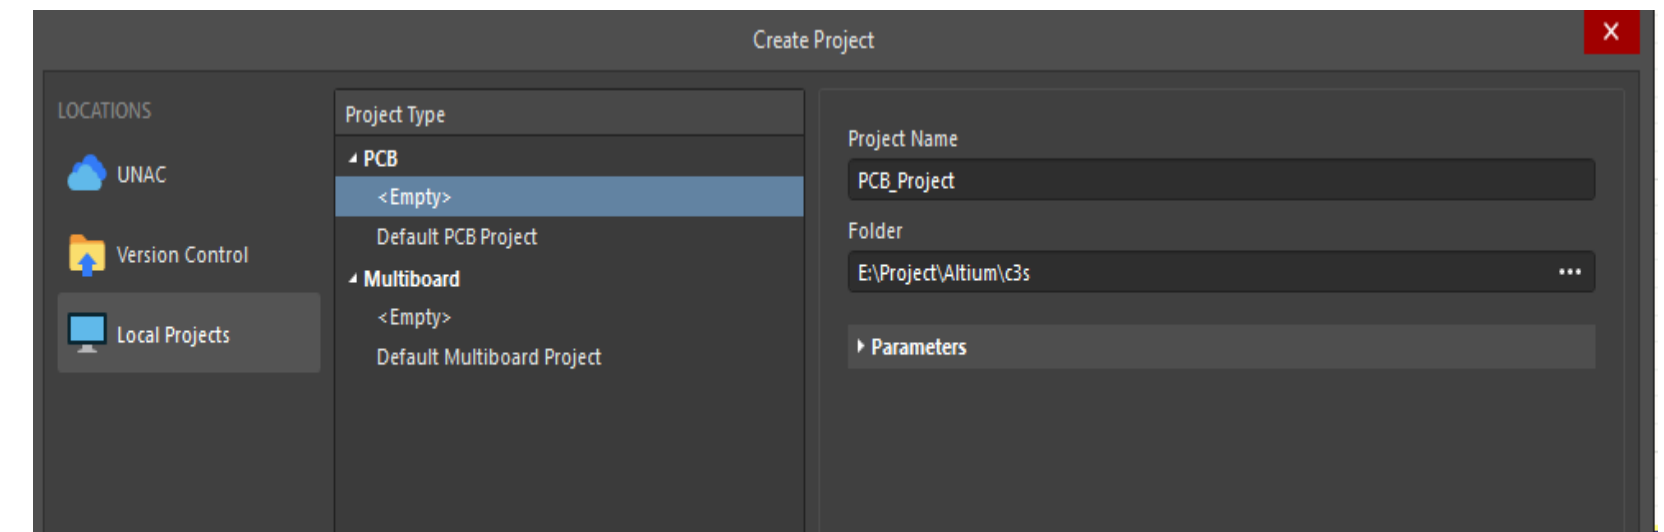 Create Project
X
LOCATIONS
UNAC
Version Control
Local Projects
Project Type
PCB
<Empty>
Default PCB Project
Multiboard
<Empty>
Default Multiboard Project
Project Name
PCB_Project
Folder
E:\Project\Altium\c3s
...
Parameters